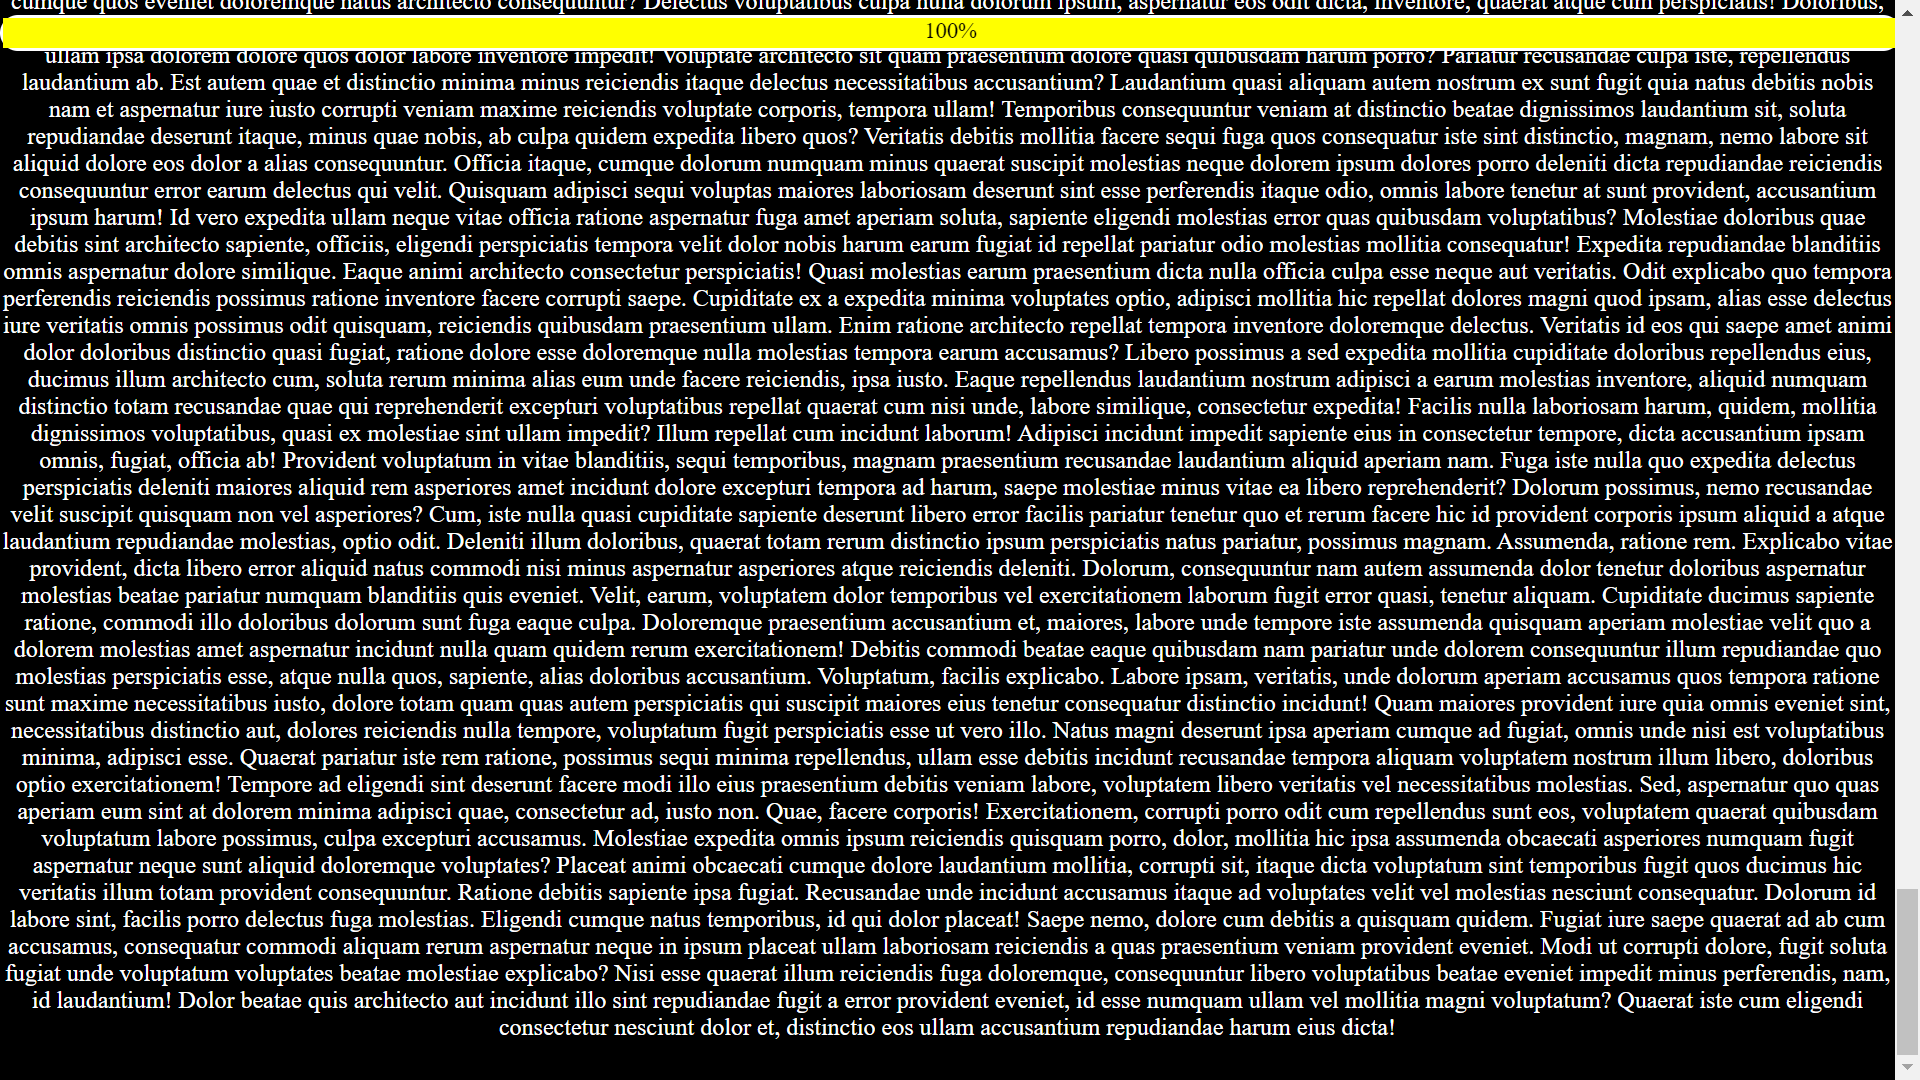 cumque quos eveniet doloremque natus architecto consequuntur? Delectus voluptatibus culpa nulla dolorum ipsum, aspernatur eos odit dicta, inventore, quaerat atque cum perspiciatis! Doloribus,
100%
ullam ipsa dolorem dolore quos dolor labore inventore impedit! Voluptate architecto sit quam praesentium dolore quasi quibusdam harum porro? Pariatur recusandae culpa iste, repellendus
laudantium ab. Est autem quae et distinctio minima minus reiciendis itaque delectus necessitatibus accusantium? Laudantium quasi aliquam autem nostrum ex sunt fugit quia natus debitis nobis
nam et aspernatur iure iusto corrupti veniam maxime reiciendis voluptate corporis, tempora ullam! Temporibus consequuntur veniam at distinctio beatae dignissimos laudantium sit, soluta
repudiandae deserunt itaque, minus quae nobis, ab culpa quidem expedita libero quos? Veritatis debitis mollitia facere sequi fuga quos consequatur iste sint distinctio, magnam, nemo labore sit
aliquid dolore eos dolor a alias consequuntur. Officia itaque, cumque dolorum numquam minus quaerat suscipit molestias neque dolorem ipsum dolores porro deleniti dicta repudiandae reiciendis
consequuntur error earum delectus qui velit. Quisquam adipisci sequi voluptas maiores laboriosam deserunt sint esse perferendis itaque odio, omnis labore tenetur at sunt provident, accusantium
ipsum harum! Id vero expedita ullam neque vitae officia ratione aspernatur fuga amet aperiam soluta, sapiente eligendi molestias error quas quibusdam voluptatibus? Molestiae doloribus quae
debitis sint architecto sapiente, officiis, eligendi perspiciatis tempora velit dolor nobis harum earum fugiat id repellat pariatur odio molestias mollitia consequatur! Expedita repudiandae blanditiis
omnis aspernatur dolore similique. Eaque animi architecto consectetur perspiciatis! Quasi molestias earum praesentium dicta nulla officia culpa esse neque aut veritatis. Odit explicabo quo tempora
perferendis reiciendis possimus ratione inventore facere corrupti saepe. Cupiditate ex a expedita minima voluptates optio, adipisci mollitia hic repellat dolores magni quod ipsam, alias esse delectus
iure veritatis omnis possimus odit quisquam, reiciendis quibusdam praesentium ullam. Enim ratione architecto repellat tempora inventore doloremque delectus. Veritatis id eos qui saepe amet animi
dolor doloribus distinctio quasi fugiat, ratione dolore esse doloremque nulla molestias tempora earum accusamus? Libero possimus a sed expedita mollitia cupiditate doloribus repellendus eius,
ducimus illum architecto cum, soluta rerum minima alias eum unde facere reiciendis, ipsa iusto. Eaque repellendus laudantium nostrum adipisci a earum molestias inventore, aliquid numquam
distinctio totam recusandae quae qui reprehenderit excepturi voluptatibus repellat quaerat cum nisi unde, labore similique, consectetur expedita! Facilis nulla laboriosam harum, quidem, mollitia
dignissimos voluptatibus, quasi ex molestiae sint ullam impedit? Illum repellat cum incidunt laborum! Adipisci incidunt impedit sapiente eius in consectetur tempore, dicta accusantium ipsam
omnis, fugiat, officia ab! Provident voluptatum in vitae blanditiis, sequi temporibus, magnam praesentium recusandae laudantium aliquid aperiam nam. Fuga iste nulla quo expedita delectus
perspiciatis deleniti maiores aliquid rem asperiores amet incidunt dolore excepturi tempora ad harum, saepe molestiae minus vitae ea libero reprehenderit? Dolorum possimus, nemo recusandae
velit suscipit quisquam non vel asperiores? Cum, iste nulla quasi cupiditate sapiente deserunt libero error facilis pariatur tenetur quo et rerum facere hic id provident corporis ipsum aliquid a atque
laudantium repudiandae molestias, optio odit. Deleniti illum doloribus, quaerat totam rerum distinctio ipsum perspiciatis natus pariatur, possimus magnam. Assumenda, ratione rem. Explicabo vitae
provident, dicta libero error aliquid natus commodi nisi minus aspernatur asperiores atque reiciendis deleniti. Dolorum, consequuntur nam autem assumenda dolor tenetur doloribus aspernatur
molestias beatae pariatur numquam blanditiis quis eveniet. Velit, earum, voluptatem dolor temporibus vel exercitationem laborum fugit error quasi, tenetur aliquam. Cupiditate ducimus sapiente
ratione, commodi illo doloribus dolorum sunt fuga eaque culpa. Doloremque praesentium accusantium et, maiores, labore unde tempore iste assumenda quisquam aperiam molestiae velit quo a
dolorem molestias amet aspernatur incidunt nulla quam quidem rerum exercitationem! Debitis commodi beatae eaque quibusdam nam pariatur unde dolorem consequuntur illum repudiandae quo
molestias perspiciatis esse, atque nulla quos, sapiente, alias doloribus accusantium. Voluptatum, facilis explicabo. Labore ipsam, veritatis, unde dolorum aperiam accusamus quos tempora ratione
sunt maxime necessitatibus iusto, dolore totam quam quas autem perspiciatis qui suscipit maiores eius tenetur consequatur distinctio incidunt! Quam maiores provident iure quia omnis eveniet sint,
necessitatibus distinctio aut, dolores reiciendis nulla tempore, voluptatum fugit perspiciatis esse ut vero illo. Natus magni deserunt ipsa aperiam cumque ad fugiat, omnis unde nisi est voluptatibus
minima, adipisci esse. Quaerat pariatur iste rem ratione, possimus sequi minima repellendus, ullam esse debitis incidunt recusandae tempora aliquam voluptatem nostrum illum libero, doloribus
optio exercitationem! Tempore ad eligendi sint deserunt facere modi illo eius praesentium debitis veniam labore, voluptatem libero veritatis vel necessitatibus molestias. Sed, aspernatur quo quas
aperiam eum sint at dolorem minima adipisci quae, consectetur ad, iusto non. Quae, facere corporis! Exercitationem, corrupti porro odit cum repellendus sunt eos, voluptatem quaerat quibusdam
voluptatum labore possimus, culpa excepturi accusamus. Molestiae expedita omnis ipsum reiciendis quisquam porro, dolor, mollitia hic ipsa assumenda obcaecati asperiores numquam fugit
aspernatur neque sunt aliquid doloremque voluptates? Placeat animi obcaecati cumque dolore laudantium mollitia, corrupti sit, itaque dicta voluptatum sint temporibus fugit quos ducimus hic
veritatis illum totam provident consequuntur. Ratione debitis sapiente ipsa fugiat. Recusandae unde incidunt accusamus itaque ad voluptates velit vel molestias nesciunt consequatur. Dolorum id
labore sint, facilis porro delectus fuga molestias. Eligendi cumque natus temporibus, id qui dolor placeat! Saepe nemo, dolore cum debitis a quisquam quidem. Fugiat iure saepe quaerat ad ab cum
accusamus, consequatur commodi aliquam rerum aspernatur neque in ipsum placeat ullam laboriosam reiciendis a quas praesentium veniam provident eveniet. Modi ut corrupti dolore, fugit soluta
fugiat unde voluptatum voluptates beatae molestiae explicabo? Nisi esse quaerat illum reiciendis fuga doloremque, consequuntur libero voluptatibus beatae eveniet impedit minus perferendis, nam,
id laudantium! Dolor beatae quis architecto aut incidunt illo sint repudiandae fugit a error provident eveniet, id esse numquam ullam vel mollitia magni voluptatum? Quaerat iste cum eligendi
consectetur nesciunt dolor et, distinctio eos ullam accusantium repudiandae harum eius dicta!